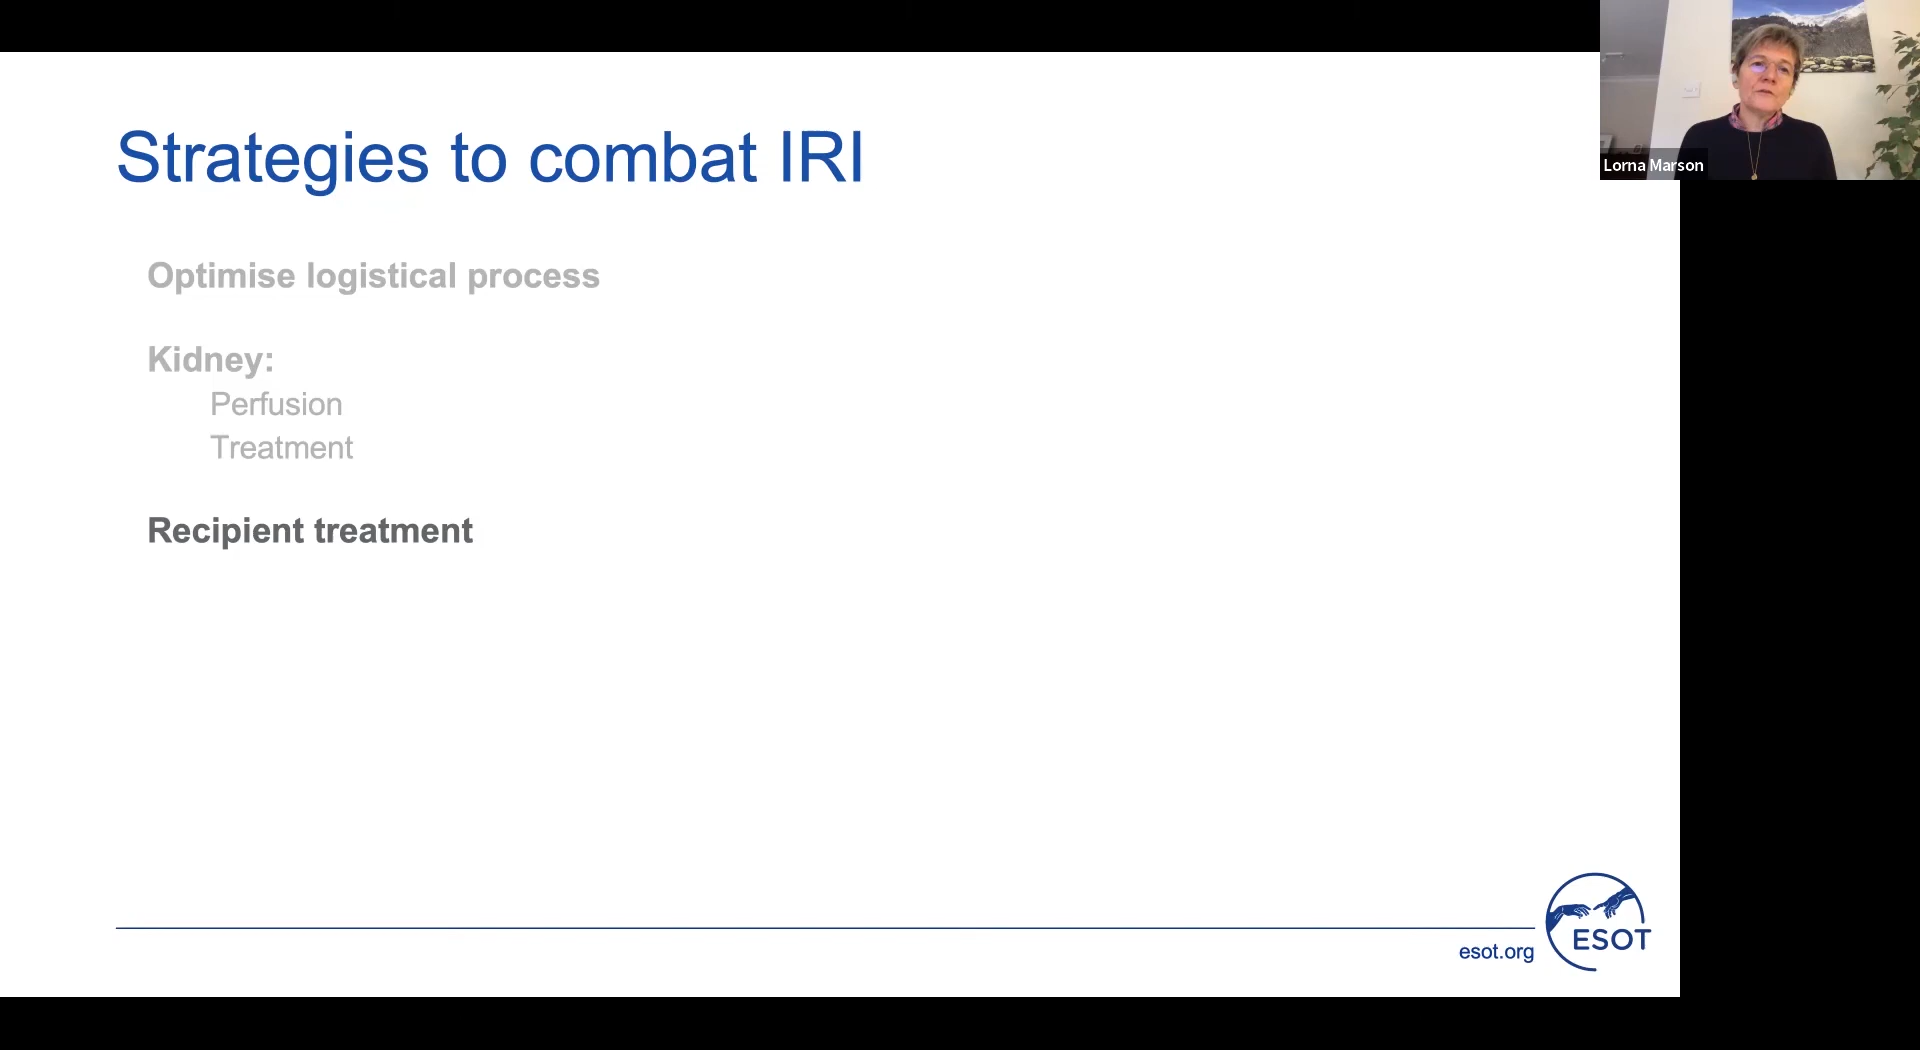 Strategies to combat IRI
Optimise logistical process
Kidney:
Perfusion
Treatment
Recipient treatment
esot.org
ESOT
Lorna Marson